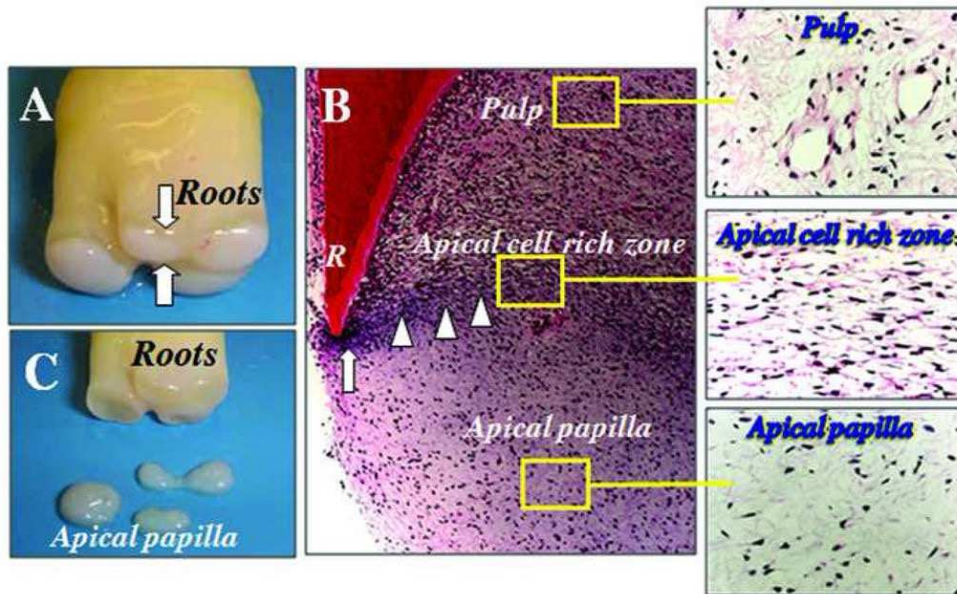 A
Roots
C
Roots
Apical papilla
B
Pulp
R
Apical cell rich zone
Apical papilla
Pulp
Apical cell rich zone
Apical papilla